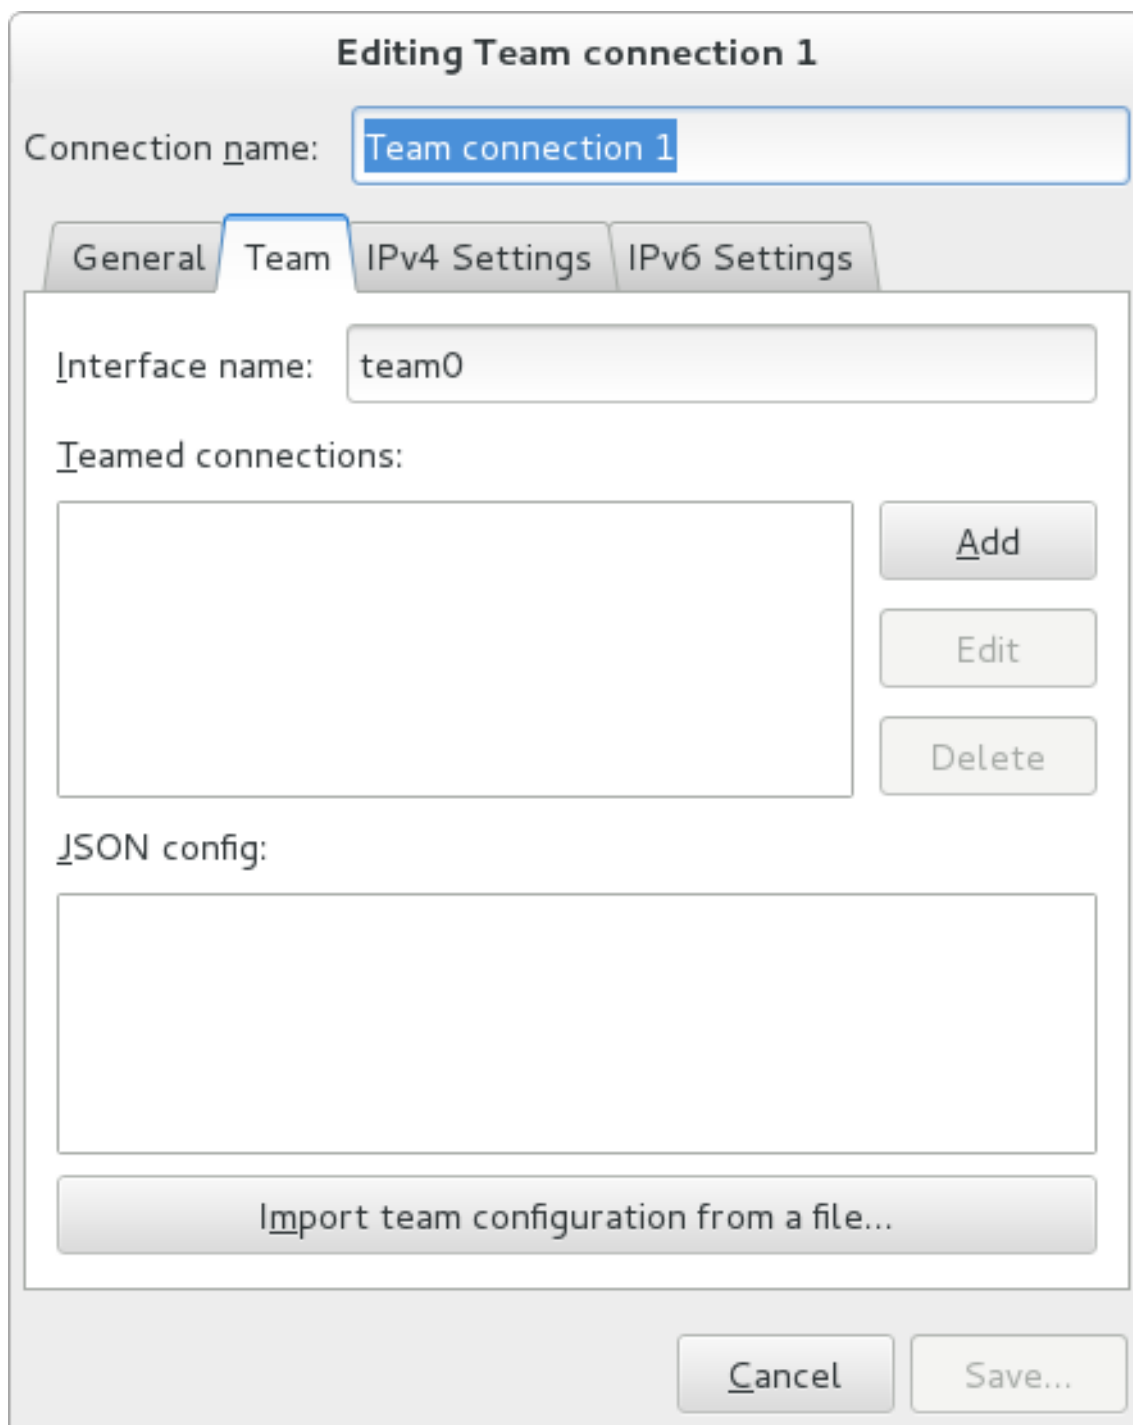 Editing Team connection 1
Connection name: Team connection 1
General Team IPv4 Settings IPv6 Settings
Interface name: team0
Teamed connections:
Add
Edit
Delete
JSON config:
Import team configuration from a file...
Cancel Save...